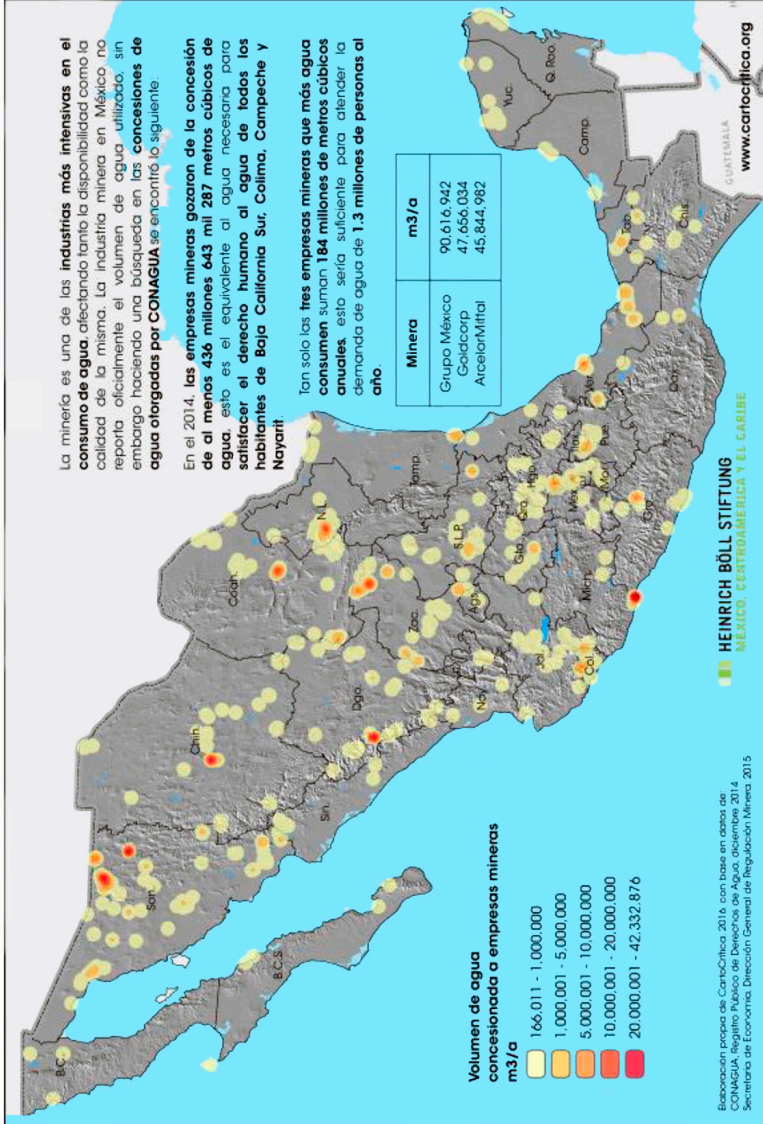 La minería es una de las industrias más intensivas en el
consumo de agua, afectando tanto la disponibilidad como la
calidad de la misma. La industria minera en México no
reporta oficialmente el volumen de agua utilizado, sin
embargo haciendo una búsqueda en las concesiones de
agua otorgadas por CONAGUA se encontró lo siguiente:
En el 2014, las empresas mineras gozaron de la concesión
de al menos 436 millones 643 mil 287 metros cúbicos de
agua, esto es el equivalente al agua necesaria para
satisfacer el derecho humano al agua de todos los
habitantes de Baja California Sur, Colima, Campeche y
Nayarit.
Tan solo las tres empresas mineras que más agua
consumen suman 184 millones de metros cúbicos
anuales, esto sería suficiente para atender la
demanda de agua de 1.3 millones de personas al
año.
Minera m3/a
Grupo México 90,616,942
Goldcorp 47,656,034
ArcelorMittal 45,844,982
B.C.
Son.
Chih.
Coah.
N.L.
Tamp.
B.C.S.
Sin.
Dgo.
Zac.
S.L.P.
Nay.
Ags.
Jal.
Gto.
Qro.
Hgo.
Col.
Mich.
Mex.
Mor.
Tlax.
Pue.
Ver.
Gro.
Oax.
Tab.
Chis.
Camp.
Yuc.
Q. Roo.
GUATEMALA
Volumen de agua
concesionada a empresas mineras
m3/a
166,011 - 1,000,000
1,000,001 - 5,000,000
5,000,001 - 10,000,000
10,000,001 - 20,000,000
20,000,001 - 42,332,876
Elaboración propia de CartoCrítica, 2016, con base en datos de:
CONAGUA, Registro Público de Derechos de Agua, diciembre 2014
Secretaría de Economía, Dirección General de Regulación Minera, 2015
HEINRICH BÖLL STIFTUNG
MÉXICO, CENTROAMÉRICA Y EL CARIBE
www.cartocritica.org